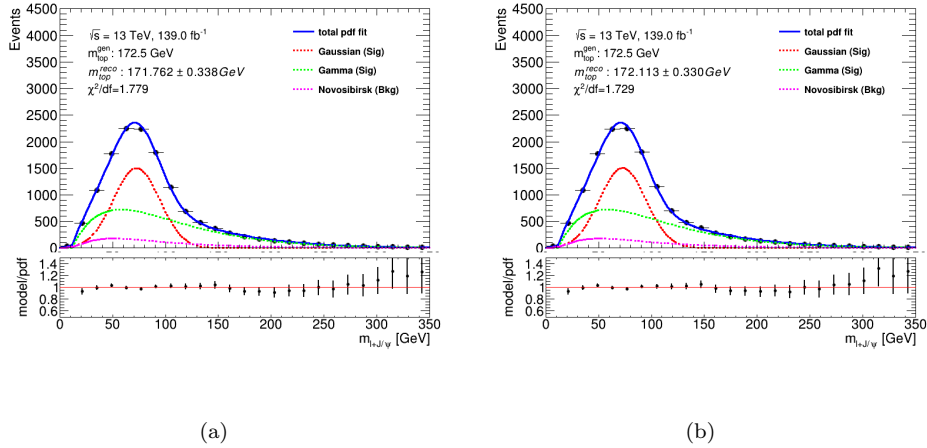 Events
4500
4000
3500
3000
2500
2000
1500
1000
500
0
√s = 13 TeV, 139.0 fb⁻¹
m_top^gen: 172.5 GeV
m_top^reco : 171.762 ± 0.338GeV
χ²/df=1.779
total pdf fit
Gaussian (Sig)
Gamma (Sig)
Novosibirsk (Bkg)
model/pdf
1.4
1.2
1
0.8
0.6
0 50 100 150 200 250 300 350
m_l+J/ψ [GeV]
(a)
Events
4500
4000
3500
3000
2500
2000
1500
1000
500
0
√s = 13 TeV, 139.0 fb⁻¹
m_top^gen: 172.5 GeV
m_top^reco : 172.113 ± 0.330GeV
χ²/df=1.729
total pdf fit
Gaussian (Sig)
Gamma (Sig)
Novosibirsk (Bkg)
model/pdf
1.4
1.2
1
0.8
0.6
0 50 100 150 200 250 300 350
m_l+J/ψ [GeV]
(b)